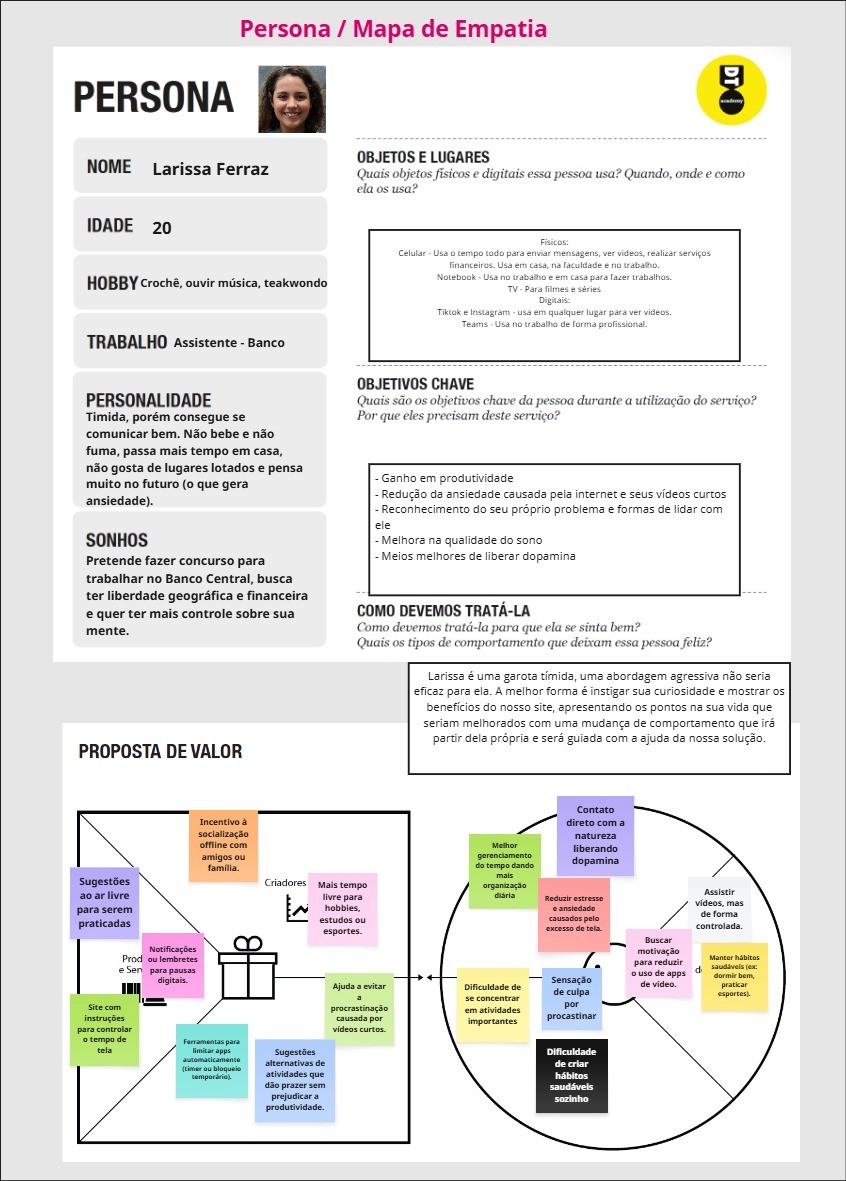 Persona / Mapa de Empatia
PERSONA
DT
academy
NOME Larissa Ferraz
IDADE 20
HOBBY Crochê, ouvir música, teakwondo
TRABALHO Assistente - Banco
PERSONALIDADE
Timida, porém consegue se
comunicar bem. Não bebe e não
fuma, passa mais tempo em casa,
não gosta de lugares lotados e pensa
muito no futuro (o que gera
ansiedade).
SONHOS
Pretende fazer concurso para
trabalhar no Banco Central, busca
ter liberdade geográfica e financeira
e quer ter mais controle sobre sua
mente.
OBJETOS E LUGARES
Quais objetos físicos e digitais essa pessoa usa? Quando, onde e como
ela os usa?
Físicos:
Celular - Usa o tempo todo para enviar mensagens, ver videos, realizar serviços
financeiros. Usa em casa, na faculdade e no trabalho.
Notebook - Usa no trabalho e em casa para fazer trabalhos.
TV - Para filmes e séries
Digitais:
Tiktok e Instagram - usa em qualquer lugar para ver videos.
Teams - Usa no trabalho de forma profissional.
OBJETIVOS CHAVE
Quais são os objetivos chave da pessoa durante a utilização do serviço?
Por que eles precisam deste serviço?
- Ganho em produtividade
- Redução da ansiedade causada pela internet e seus vídeos curtos
- Reconhecimento do seu próprio problema e formas de lidar com
ele
- Melhora na qualidade do sono
- Meios melhores de liberar dopamina
COMO DEVEMOS TRATÁ-LA
Como devemos tratá-la para que ela se sinta bem?
Quais os tipos de comportamento que deixam essa pessoa feliz?
Larissa é uma garota tímida, uma abordagem agressiva não seria
eficaz para ela. A melhor forma é instigar sua curiosidade e mostrar os
benefícios do nosso site, apresentando os pontos na sua vida que
seriam melhorados com uma mudança de comportamento que irá
partir dela própria e será guiada com a ajuda da nossa solução.
PROPOSTA DE VALOR
Incentivo à
socialização
offline com
amigos ou
família.
Criadores
Mais tempo
livre para
hobbies,
estudos ou
esportes.
Sugestões
ao ar livre
para serem
praticadas
Prod
e Ser
Notificações
ou lembretes
para pausas
digitais.
Site com
instruções
para controlar
o tempo de
tela
Ajuda a evitar
a
procrastinação
causada por
vídeos curtos.
Ferramentas para
limitar apps
automaticamente
(timer ou bloqueio
temporário).
Sugestões
alternativas de
atividades que
dão prazer sem
prejudicar a
produtividade.
Contato
direto com a
natureza
liberando
dopamina
Melhor
gerenciamento
do tempo dando
mais
organização
diária
Reduzir estresse
e ansiedade
causados pelo
excesso de tela.
Assistir
vídeos, mas
de forma
controlada.
Buscar
motivação
para reduzir
o uso de apps
de vídeo.
Manter hábitos
saudáveis (ex:
dormir bem,
praticar
esportes).
Dificuldade de
se concentrar
em atividades
importantes
Sensação
de culpa
por
procastinar
Dificuldade
de criar
hábitos
saudáveis
sozinho